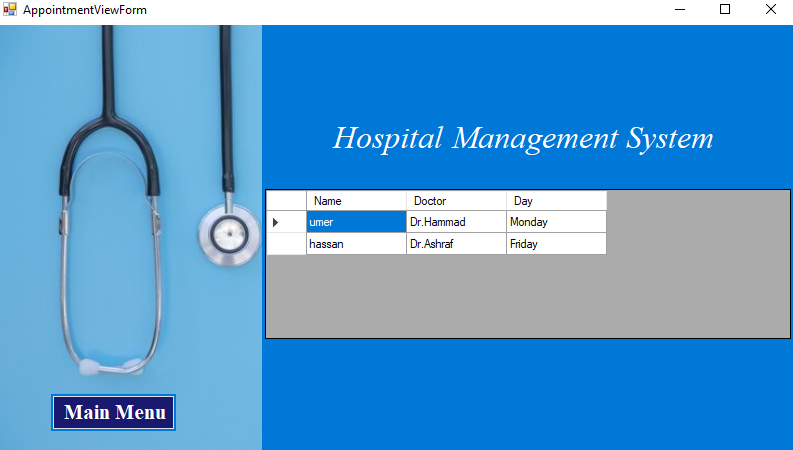 AppointmentViewForm
Hospital Management System
Name Doctor Day
umer Dr.Hammad Monday
hassan Dr.Ashraf Friday
Main Menu